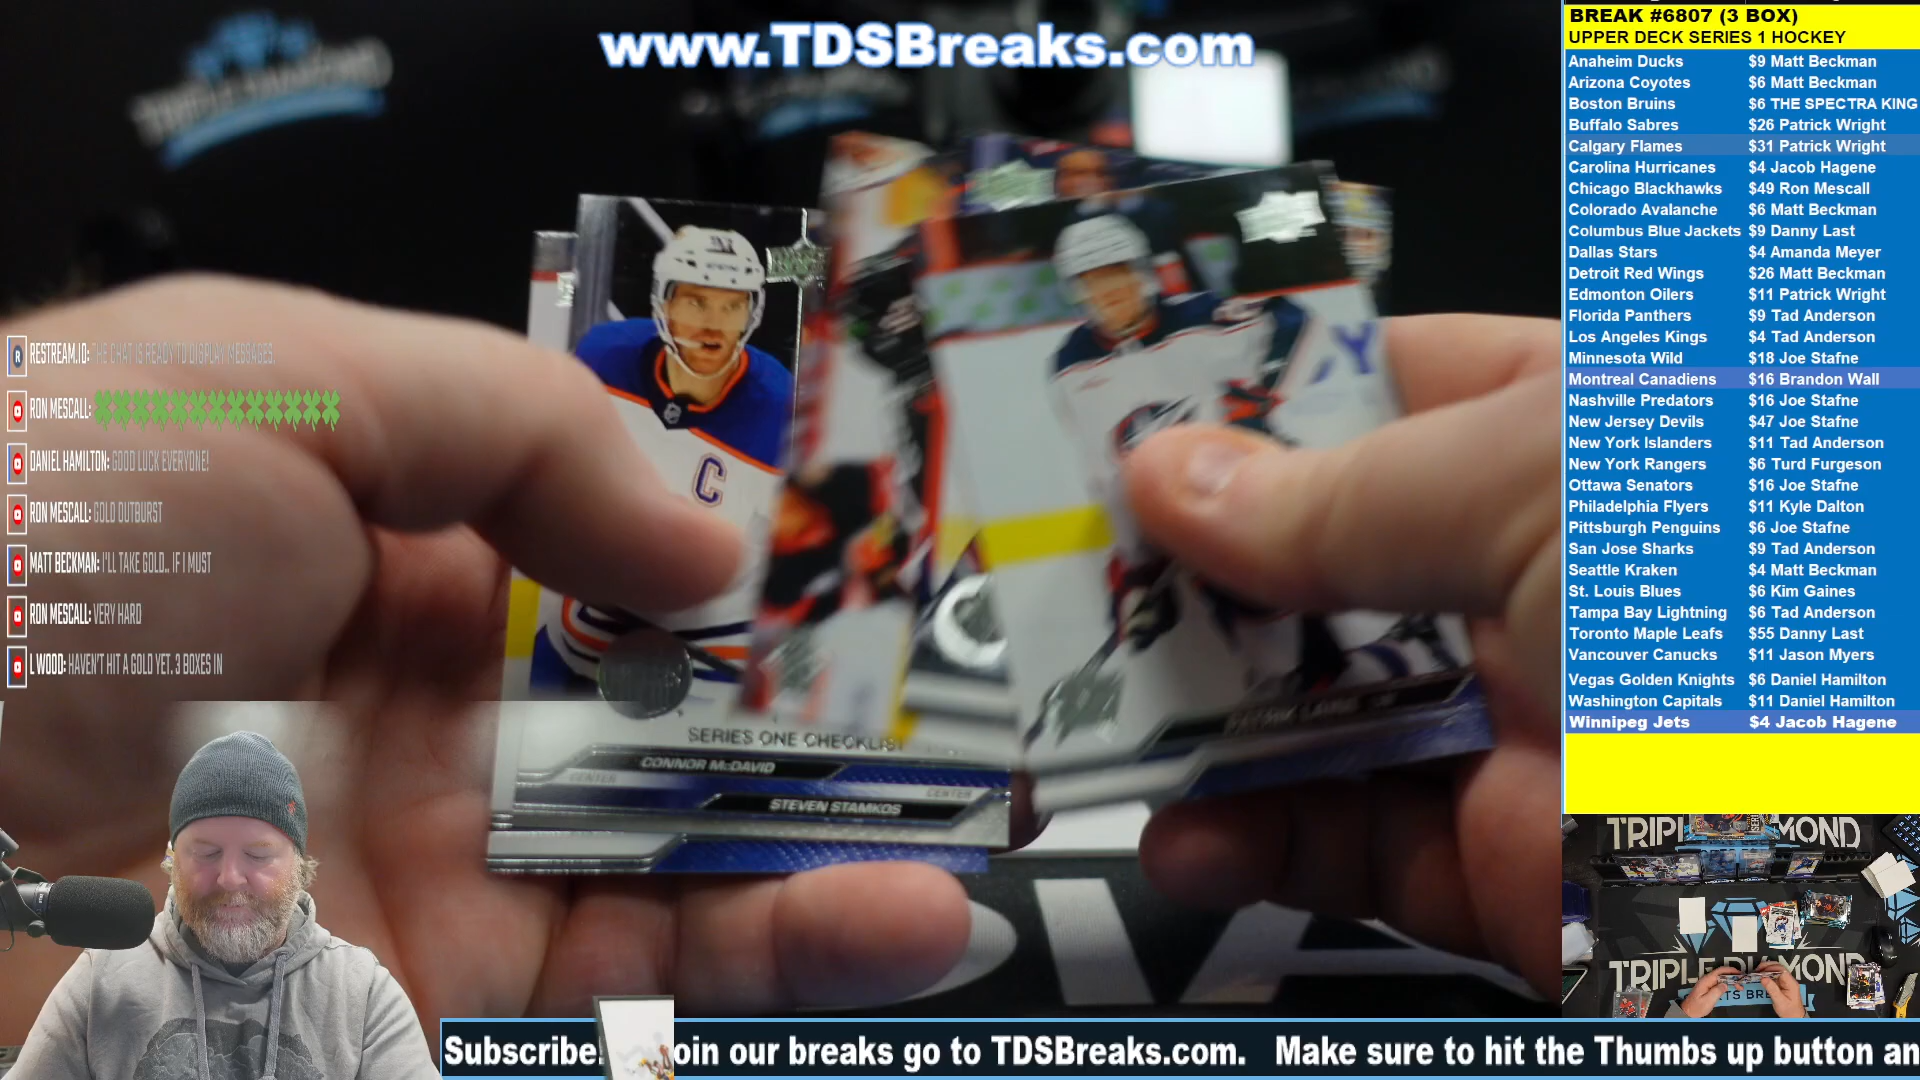 www.TDSBreaks.com
BREAK #6807 (3 BOX)
UPPER DECK SERIES 1 HOCKEY
Anaheim Ducks $9 Matt Beckman
Arizona Coyotes $6 Matt Beckman
Boston Bruins $6 THE SPECTRA KING
Buffalo Sabres $26 Patrick Wright
Calgary Flames $31 Patrick Wright
Carolina Hurricanes $4 Jacob Hagene
Chicago Blackhawks $49 Ron Mescall
Colorado Avalanche $6 Matt Beckman
Columbus Blue Jackets $9 Danny Last
Dallas Stars $4 Amanda Meyer
Detroit Red Wings $26 Matt Beckman
Edmonton Oilers $11 Patrick Wright
Florida Panthers $9 Tad Anderson
Los Angeles Kings $4 Tad Anderson
Minnesota Wild $18 Joe Stafne
Montreal Canadiens $16 Brandon Wall
Nashville Predators $16 Joe Stafne
New Jersey Devils $47 Joe Stafne
New York Islanders $11 Tad Anderson
New York Rangers $6 Turd Furgeson
Ottawa Senators $16 Joe Stafne
Philadelphia Flyers $11 Kyle Dalton
Pittsburgh Penguins $6 Joe Stafne
San Jose Sharks $9 Tad Anderson
Seattle Kraken $4 Matt Beckman
St. Louis Blues $6 Kim Gaines
Tampa Bay Lightning $6 Tad Anderson
Toronto Maple Leafs $55 Danny Last
Vancouver Canucks $11 Jason Myers
Vegas Golden Knights $6 Daniel Hamilton
Washington Capitals $11 Daniel Hamilton
Winnipeg Jets $4 Jacob Hagene
RESTREAM.IO: THE CHAT IS READY TO DISPLAY MESSAGES.
RON MESCALL:
DANIEL HAMILTON: GOOD LUCK EVERYONE!
RON MESCALL: GOLD OUTBURST
MATT BECKMAN: I'LL TAKE GOLD.. IF I MUST
RON MESCALL: VERY HARD
L WOOD: HAVEN'T HIT A GOLD YET. 3 BOXES IN
C
SERIES ONE CHECKLIST
CONNOR McDAVID
CENTER
CENTER
STEVEN STAMKOS
TRIPLE DIAMOND
Subscribe! oin our breaks go to TDSBreaks.com. Make sure to hit the Thumbs up button an